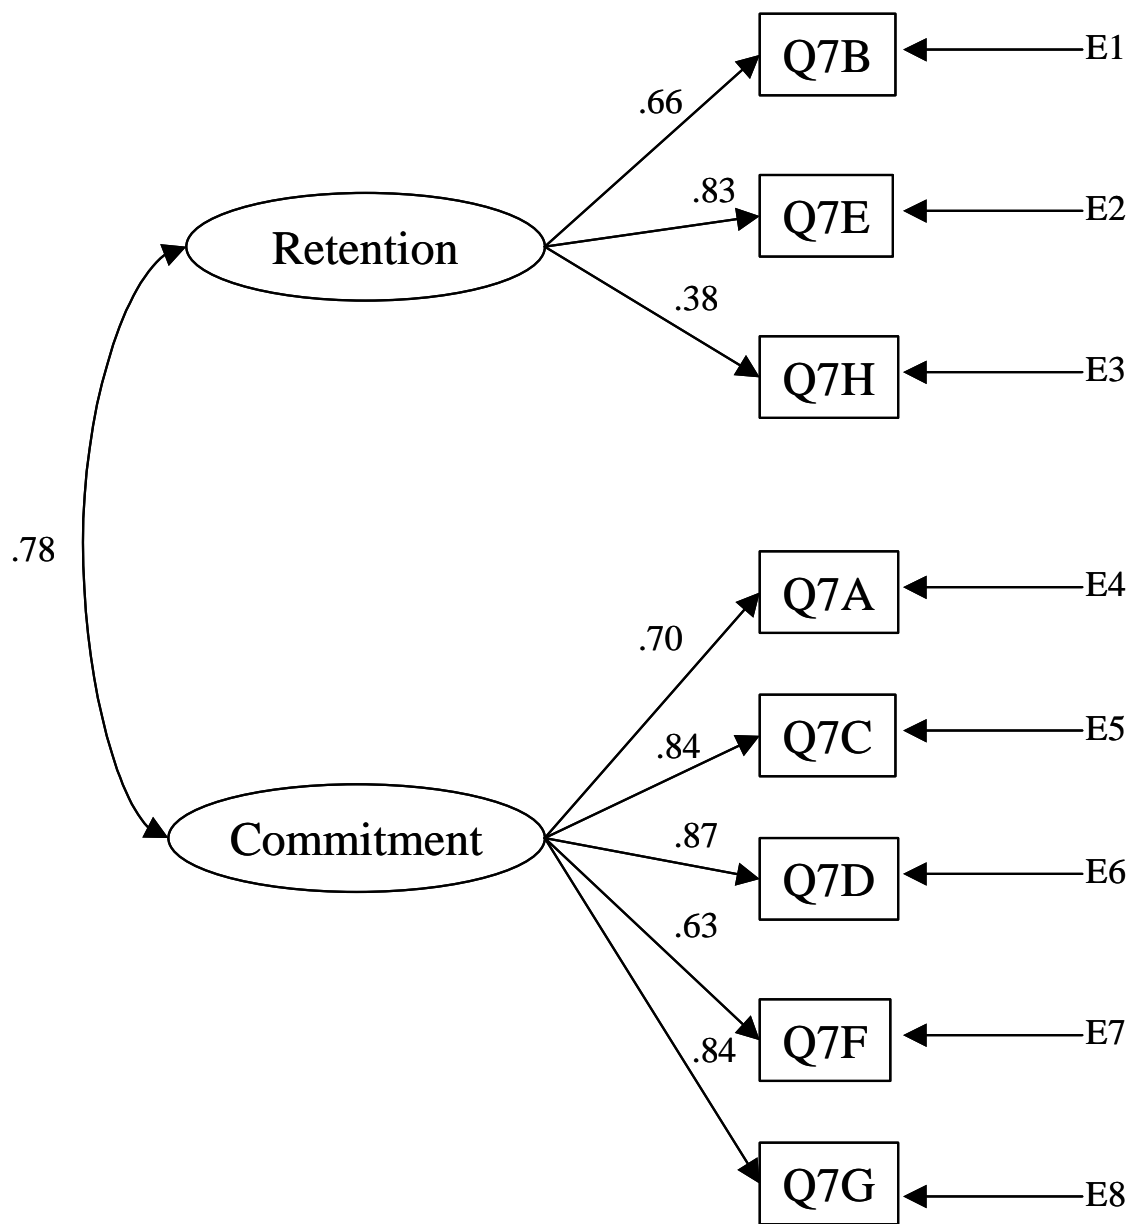 Q7B
E1
.66
.83
Q7E
E2
Retention
.38
Q7H
E3
.78
Q7A
E4
.70
.84
Q7C
E5
Commitment
.87
Q7D
E6
.63
Q7F
E7
.84
Q7G
E8